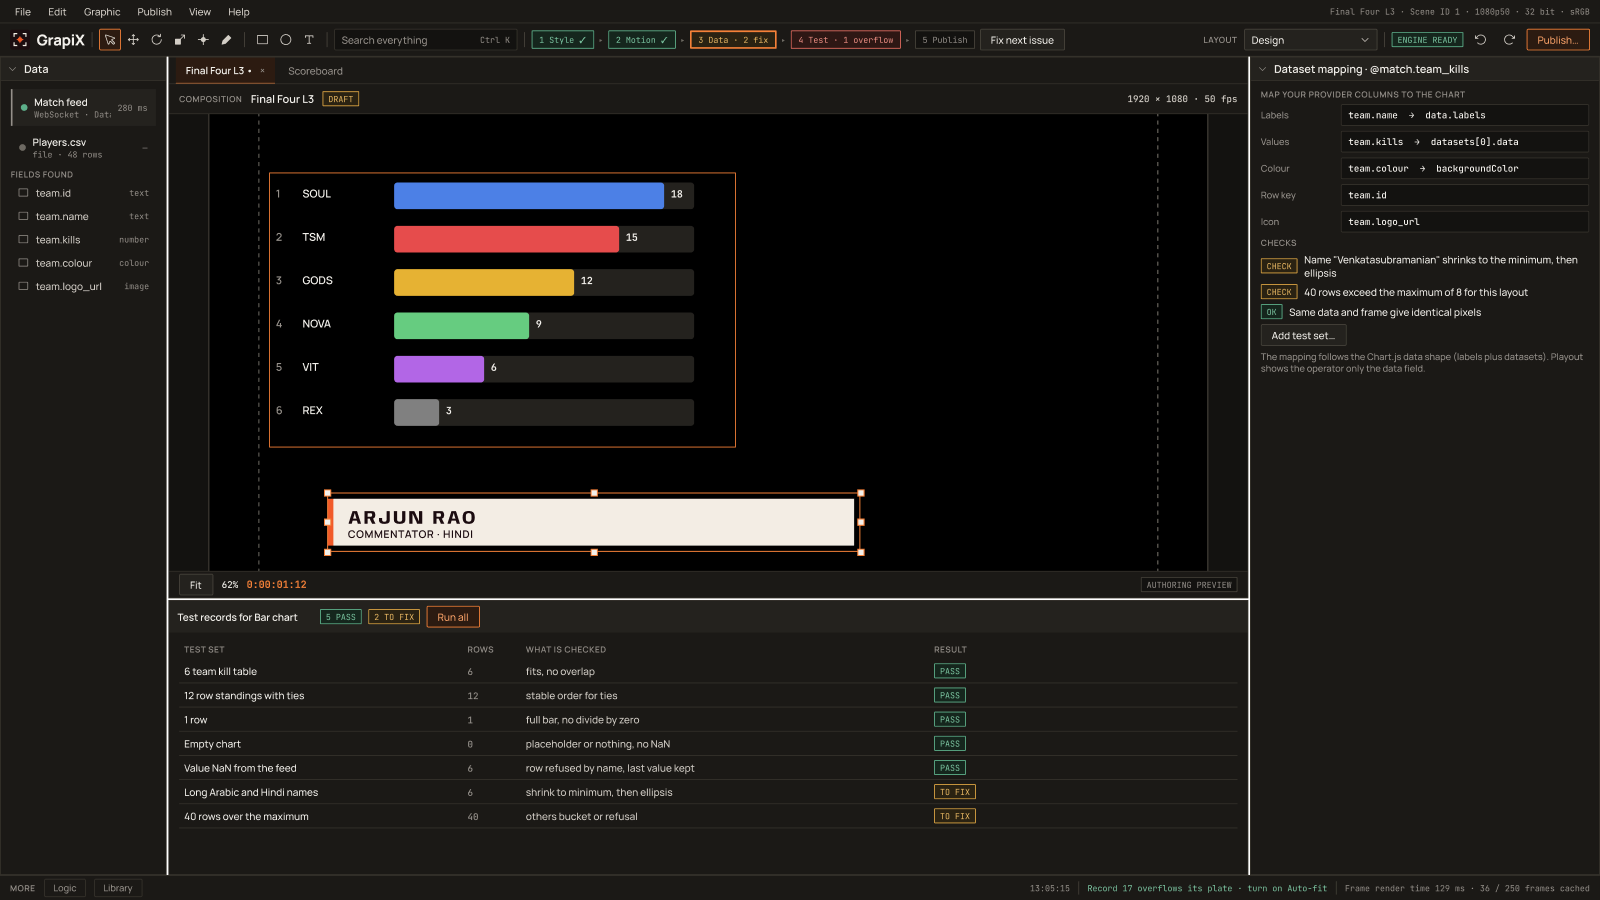 File Edit Graphic Publish View Help
Final Four L3 · Scene ID 1 · 1080p50 · 32 bit · sRGB
GrapiX
T
Search everything Ctrl K
1 Style ✓
2 Motion ✓
3 Data · 2 fix
4 Test · 1 overflow
5 Publish
Fix next issue
LAYOUT Design
ENGINE READY
Publish...
Data
Match feed 280 ms
WebSocket · Dat
Players.csv –
file · 48 rows
FIELDS FOUND
team.id text
team.name text
team.kills number
team.colour colour
team.logo_url image
Final Four L3 • ×
Scoreboard
COMPOSITION Final Four L3 DRAFT
1920 × 1080 · 50 fps
1 SOUL 18
2 TSM 15
3 GODS 12
4 NOVA 9
5 VIT 6
6 REX 3
ARJUN RAO
COMMENTATOR · HINDI
Fit 62% 0:00:01:12
AUTHORING PREVIEW
Test records for Bar chart 5 PASS 2 TO FIX Run all
TEST SET ROWS WHAT IS CHECKED RESULT
6 team kill table 6 fits, no overlap PASS
12 row standings with ties 12 stable order for ties PASS
1 row 1 full bar, no divide by zero PASS
Empty chart 0 placeholder or nothing, no NaN PASS
Value NaN from the feed 6 row refused by name, last value kept PASS
Long Arabic and Hindi names 6 shrink to minimum, then ellipsis TO FIX
40 rows over the maximum 40 others bucket or refusal TO FIX
Dataset mapping · @match.team_kills
MAP YOUR PROVIDER COLUMNS TO THE CHART
Labels team.name → data.labels
Values team.kills → datasets[0].data
Colour team.colour → backgroundColor
Row key team.id
Icon team.logo_url
CHECKS
CHECK Name "Venkatasubramanian" shrinks to the minimum, then
ellipsis
CHECK 40 rows exceed the maximum of 8 for this layout
OK Same data and frame give identical pixels
Add test set...
The mapping follows the Chart.js data shape (labels plus datasets). Playout
shows the operator only the data field.
MORE Logic Library
13:05:15 Record 17 overflows its plate · turn on Auto-fit Frame render time 129 ms · 36 / 250 frames cached